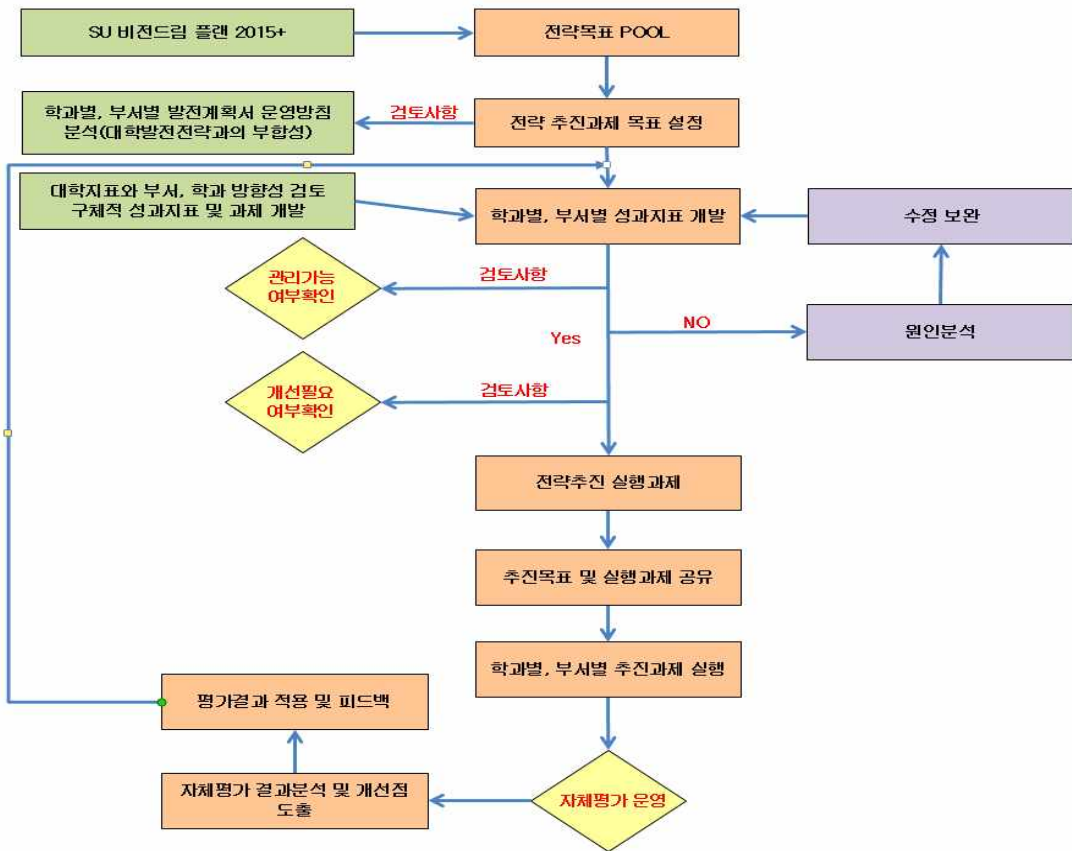 SU 비전드림 플랜 2015+
전략목표 POOL
학과별, 부서별 발전계획서 운영방침
분석(대학발전전략과의 부합성)
검토사항
전략 추진과제 목표 설정
대학지표와 부서, 학과 방향성 검토
구체적 성과지표 및 과제 개발
학과별, 부서별 성과지표 개발
수정 보완
관리가능
여부확인
검토사항
Yes
NO
원인분석
개선필요
여부확인
검토사항
전략추진 실행과제
추진목표 및 실행과제 공유
학과별, 부서별 추진과제 실행
평가결과 적용 및 피드백
자체평가 결과분석 및 개선점
도출
자체평가 운영